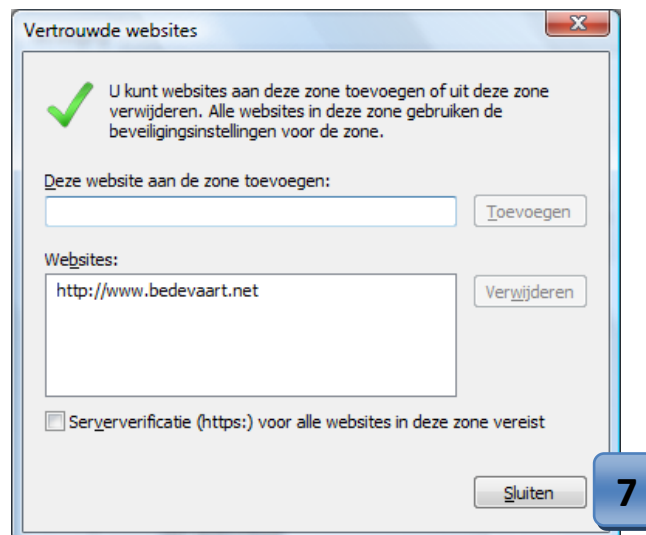 Vertrouwde websites
X
U kunt websites aan deze zone toevoegen of uit deze zone
verwijderen. Alle websites in deze zone gebruiken de
beveiligingsinstellingen voor de zone.
Deze website aan de zone toevoegen:
Toevoegen
Websites:
http://www.bedevaart.net
Verwijderen
Serververificatie (https:) voor alle websites in deze zone vereist
Sluiten
7